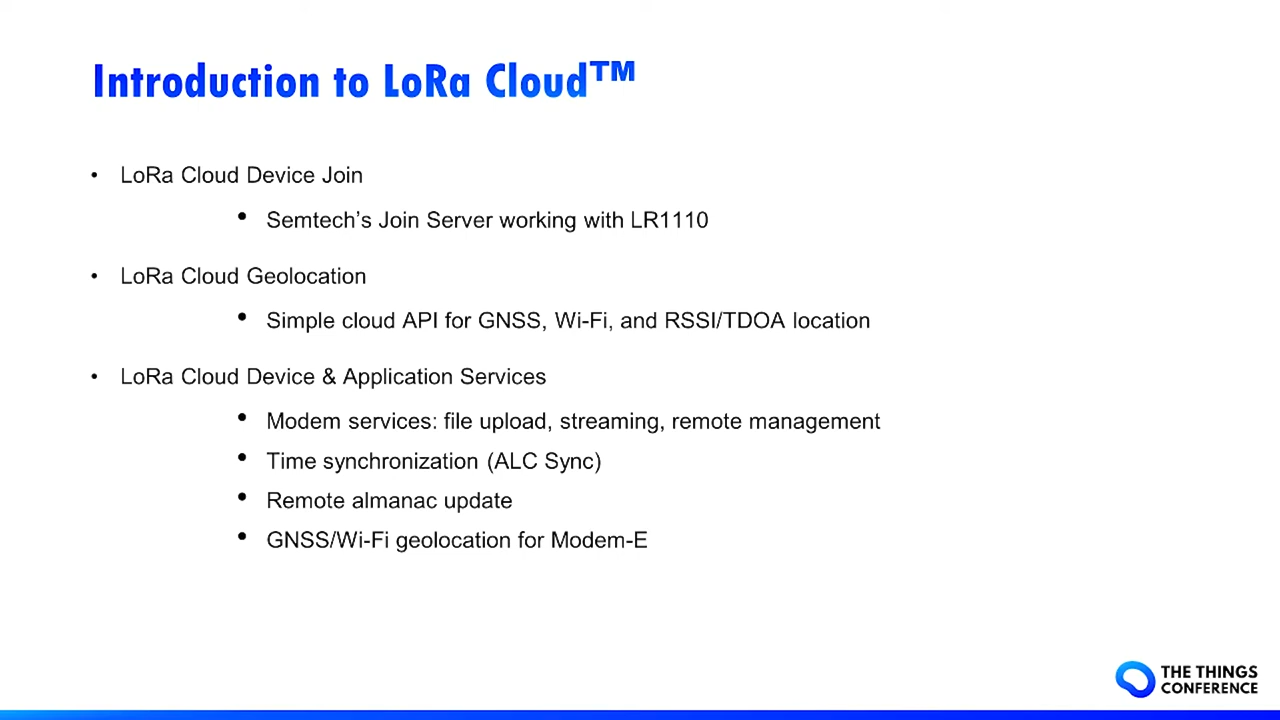 Introduction to LoRa Cloud™
• LoRa Cloud Device Join
• Semtech’s Join Server working with LR1110
• LoRa Cloud Geolocation
• Simple cloud API for GNSS, Wi-Fi, and RSSI/TDOA location
• LoRa Cloud Device & Application Services
• Modem services: file upload, streaming, remote management
• Time synchronization (ALC Sync)
• Remote almanac update
• GNSS/Wi-Fi geolocation for Modem-E
THE THINGS
CONFERENCE